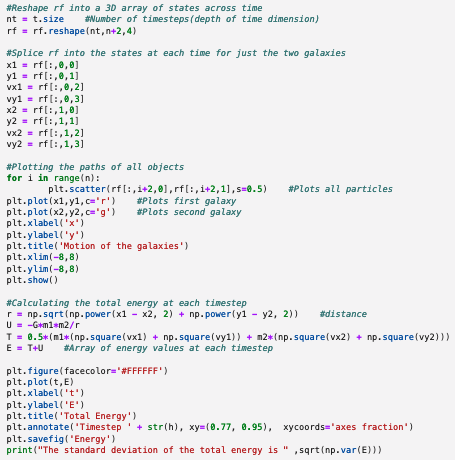 #Reshape rf into a 3D array of states across time
nt = t.size    #Number of timesteps(depth of time dimension)
rf = rf.reshape(nt,n+2,4)

#Splice rf into the states at each time for just the two galaxies
x1 = rf[:,0,0]
y1 = rf[:,0,1]
vx1 = rf[:,0,2]
vy1 = rf[:,0,3]
x2 = rf[:,1,0]
y2 = rf[:,1,1]
vx2 = rf[:,1,2]
vy2 = rf[:,1,3]

#Plotting the paths of all objects
for i in range(n):
        plt.scatter(rf[:,i+2,0],rf[:,i+2,1],s=0.5)    #Plots all particles
plt.plot(x1,y1,c='r')    #Plots first galaxy
plt.plot(x2,y2,c='g')    #Plots second galaxy
plt.xlabel('x')
plt.ylabel('y')
plt.title('Motion of the galaxies')
plt.xlim(-8,8)
plt.ylim(-8,8)
plt.show()

#Calculating the total energy at each timestep
r = np.sqrt(np.power(x1 - x2, 2) + np.power(y1 - y2, 2))    #distance
U = -G*m1*m2/r
T = 0.5*(m1*(np.square(vx1) + np.square(vy1)) + m2*(np.square(vx2) + np.square(vy2)))
E = T+U    #Array of energy values at each timestep

plt.figure(facecolor='#FFFFFF')
plt.plot(t,E)
plt.xlabel('t')
plt.ylabel('E')
plt.title('Total Energy')
plt.annotate('Timestep ' + str(h), xy=(0.77, 0.95),  xycoords='axes fraction')
plt.savefig('Energy')
print("The standard deviation of the total energy is " ,sqrt(np.var(E)))